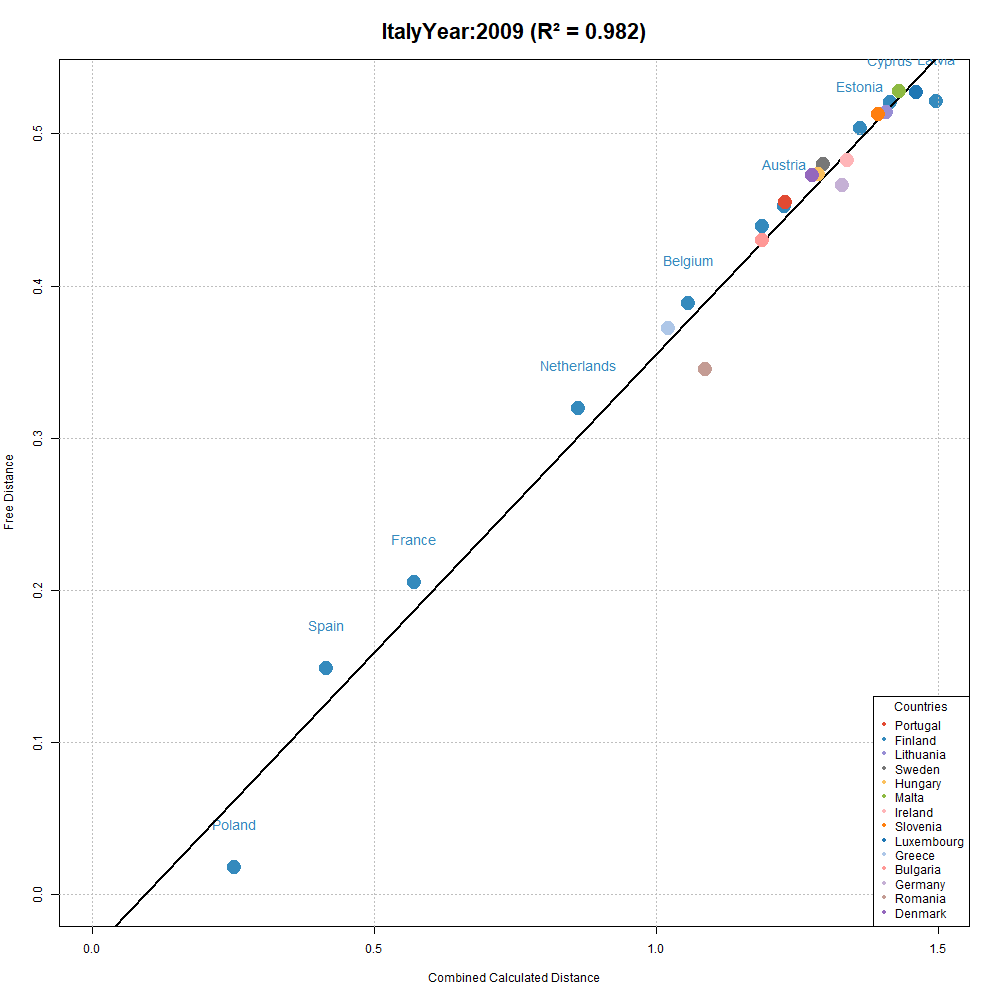 ItalyYear:2009 (R² = 0.982)
Cyprus Latvia
Estonia
Austria
Belgium
Netherlands
France
Spain
Poland
0.5
0.4
0.3
0.2
0.1
0.0
Free Distance
0.0 0.5 1.0 1.5
Combined Calculated Distance
Countries
Portugal
Finland
Lithuania
Sweden
Hungary
Malta
Ireland
Slovenia
Luxembourg
Greece
Bulgaria
Germany
Romania
Denmark